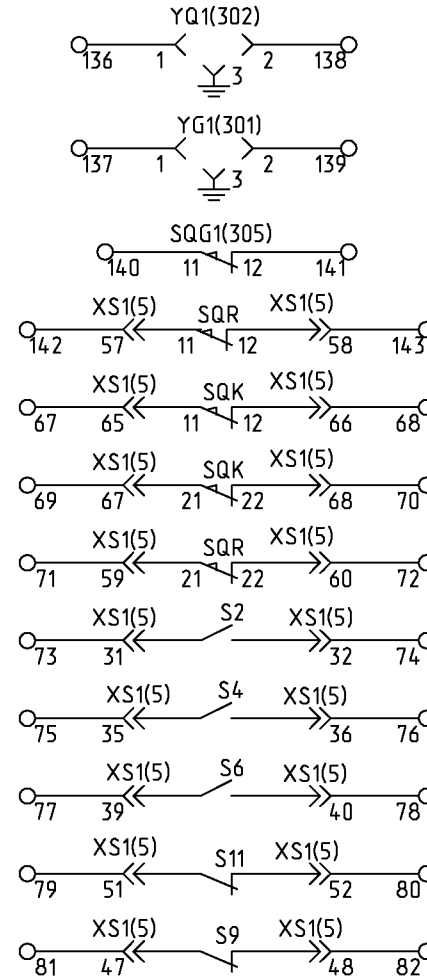 YQ1(302)
136 1 3 2 138
YG1(301)
137 1 3 2 139
SQG1(305)
140 11 12 141
XS1(5) SQR XS1(5)
142 57 11 12 58 143
XS1(5) SQK XS1(5)
67 65 11 12 66 68
XS1(5) SQK XS1(5)
69 67 21 22 68 70
XS1(5) SQR XS1(5)
71 59 21 22 60 72
XS1(5) S2 XS1(5)
73 31 32 74
XS1(5) S4 XS1(5)
75 35 36 76
XS1(5) S6 XS1(5)
77 39 40 78
XS1(5) S11 XS1(5)
79 51 52 80
XS1(5) S9 XS1(5)
81 47 48 82